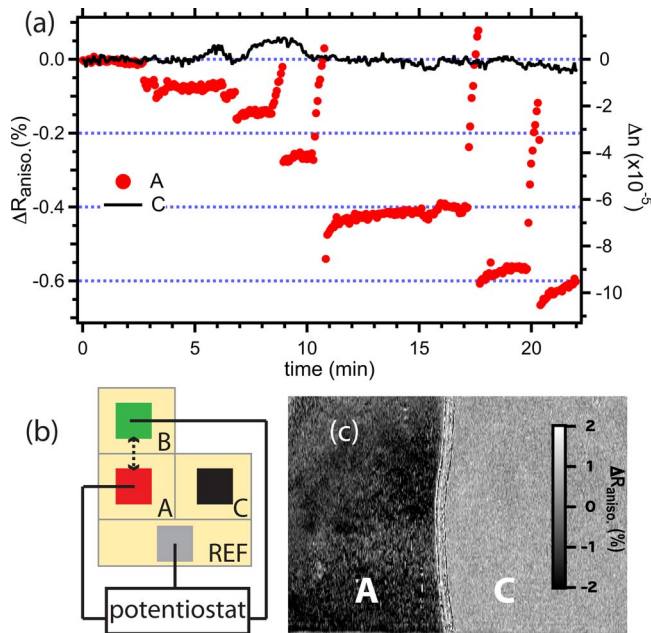 (a)
0.0
-0.2
-0.4
-0.6
ΔRaniso.(%)
A
C
0
-2
-4
-6
-8
-10
Δn (x10-5)
0 5 10 15 20
time (min)
(b)
B
A
C
REF
potentiostat
(c)
A
C
2
1
0
-1
-2
ΔRaniso.(%)